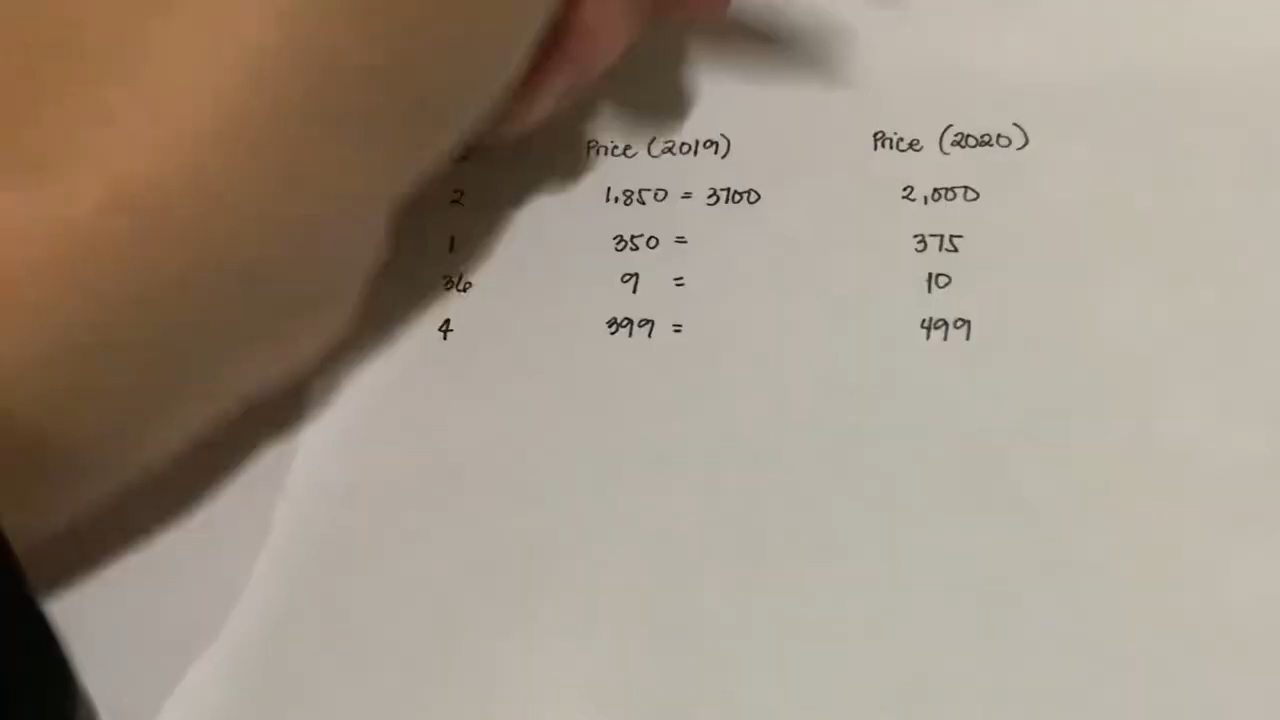 Price (2019) Price (2020)
2 1,850 = 3700 2,000
1 350 = 375
36 9 = 10
4 399 = 499